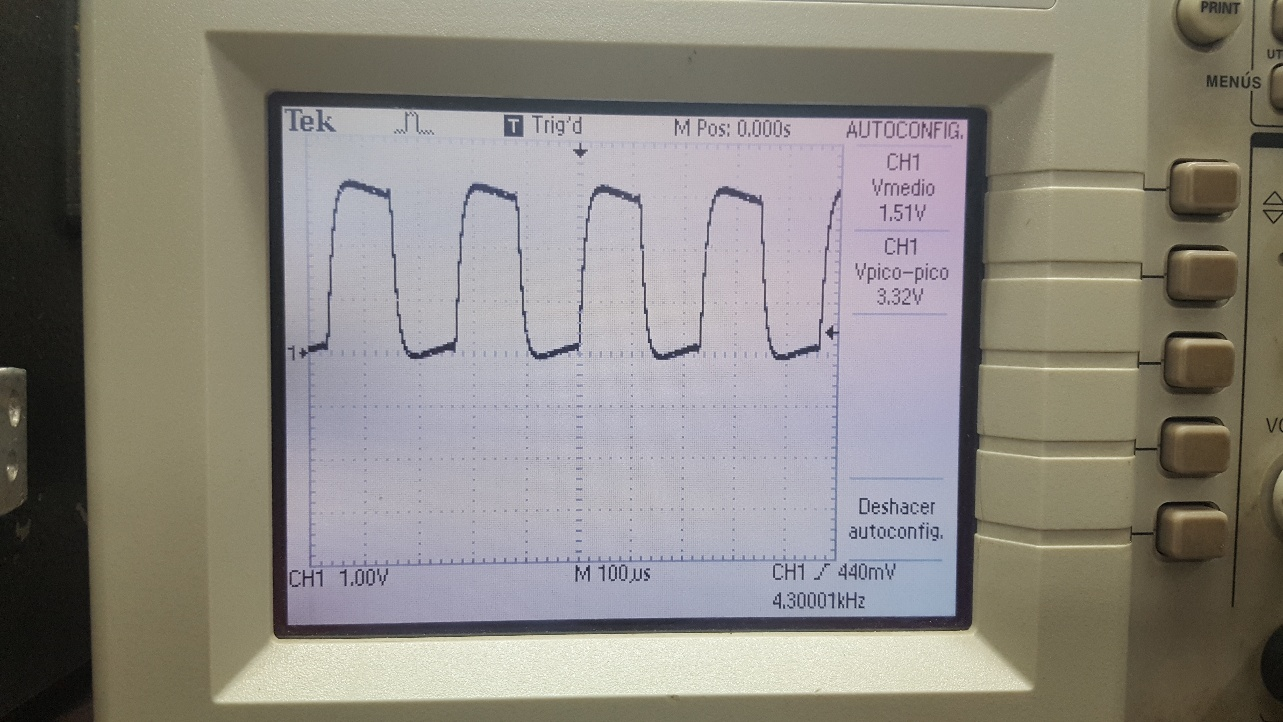 PRINT
MENÚS
Tek
T Trig'd
M Pos: 0.000s
AUTOCONFIG.
CH1
Vmedio
1.51V
CH1
Vpico-pico
3.32V
1
Deshacer
autoconfig.
CH1 1.00V
M 100µs
CH1 440mV
4.30001kHz